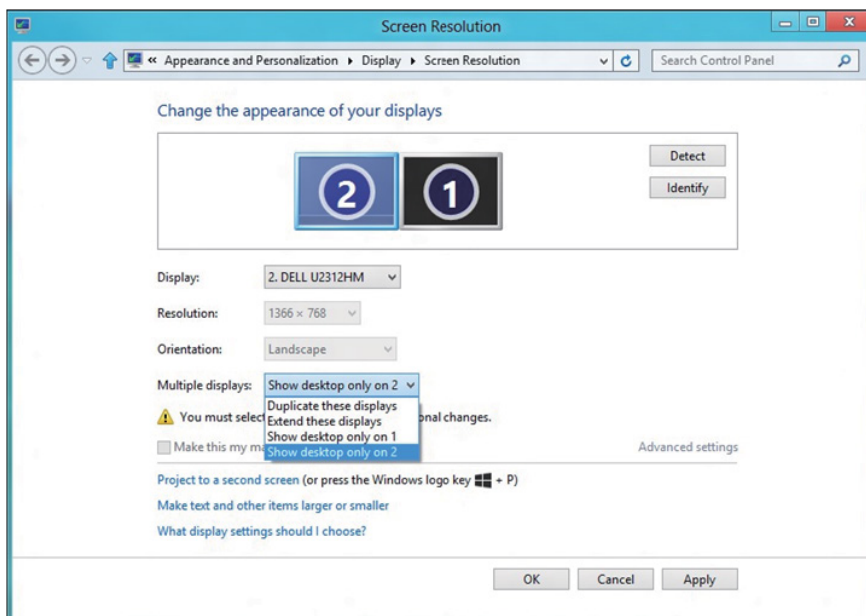 Screen Resolution
« Appearance and Personalization ▸ Display ▸ Screen Resolution
Search Control Panel
Change the appearance of your displays
2
1
Detect
Identify
Display: 2. DELL U2312HM
Resolution: 1366 × 768
Orientation: Landscape
Multiple displays: Show desktop only on 2
Duplicate these displays
You must selec onal changes.
Extend these displays
Show desktop only on 1
Make this my ma Advanced settings
Show desktop only on 2
Project to a second screen (or press the Windows logo key + P)
Make text and other items larger or smaller
What display settings should I choose?
OK Cancel Apply